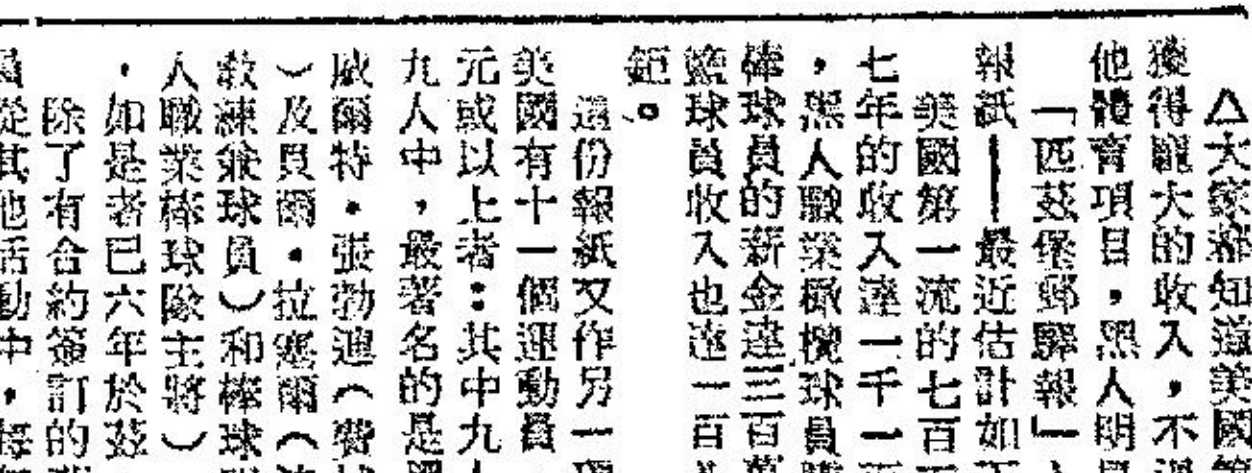 △大家都知道美國
獲得龐大的收入，不
他體育項目，黑人明
「匹茲堡郵驛報」
報紙—最近估計如
美國第一流的七百
七年的收入達一千一
，黑人職業橄欖球員
棒球員的薪金達三百萬
籃球員收入也達一百
鉅。
這份報紙又作另一
美國有十一個運動員
元或以上者：其中九
九人中，最著名的是
威爾特・張勃遜（費
）及貝爾・拉塞爾（
教練兼球員）和棒球
人職業棒球隊主將）
，如是者已六年於茲
除了有合約簽訂的
從其他活動中，每